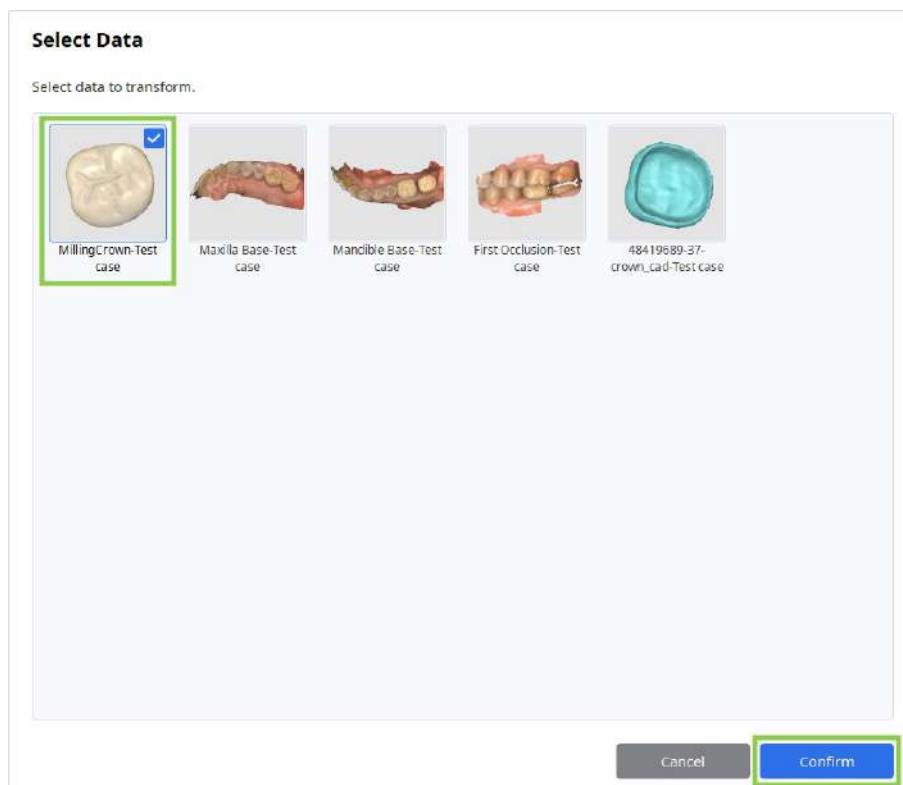 Select Data
Select data to transform.
MillingCrown-Test
case
Maxilla Base-Test
case
Mandible Base-Test
case
First Occlusion-Test
case
48419689-37-
crown_cad-Test case
Cancel
Confirm